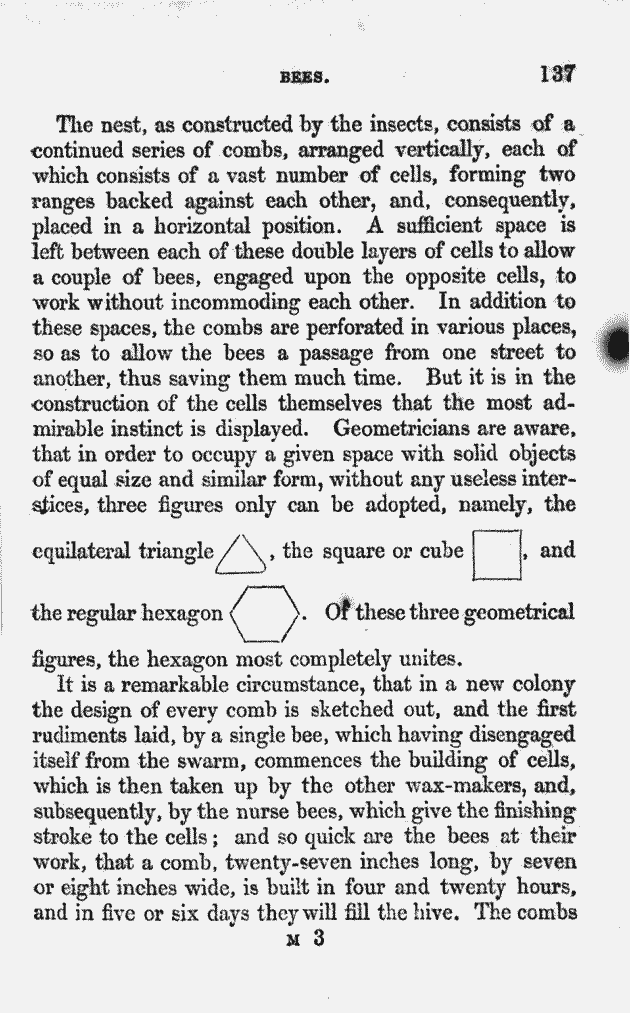 BEES. 137
The nest, as constructed by the insects, consists of a
continued series of combs, arranged vertically, each of
which consists of a vast number of cells, forming two
ranges backed against each other, and, consequently,
placed in a horizontal position. A sufficient space is
left between each of these double layers of cells to allow
a couple of bees, engaged upon the opposite cells, to
work without incommoding each other. In addition to
these spaces, the combs are perforated in various places,
so as to allow the bees a passage from one street to
another, thus saving them much time. But it is in the
construction of the cells themselves that the most ad-
mirable instinct is displayed. Geometricians are aware,
that in order to occupy a given space with solid objects
of equal size and similar form, without any useless inter-
stices, three figures only can be adopted, namely, the
equilateral triangle , the square or cube , and
the regular hexagon . Of these three geometrical
figures, the hexagon most completely unites.
It is a remarkable circumstance, that in a new colony
the design of every comb is sketched out, and the first
rudiments laid, by a single bee, which having disengaged
itself from the swarm, commences the building of cells,
which is then taken up by the other wax-makers, and,
subsequently, by the nurse bees, which give the finishing
stroke to the cells; and so quick are the bees at their
work, that a comb, twenty-seven inches long, by seven
or eight inches wide, is built in four and twenty hours,
and in five or six days they will fill the hive. The combs
M 3